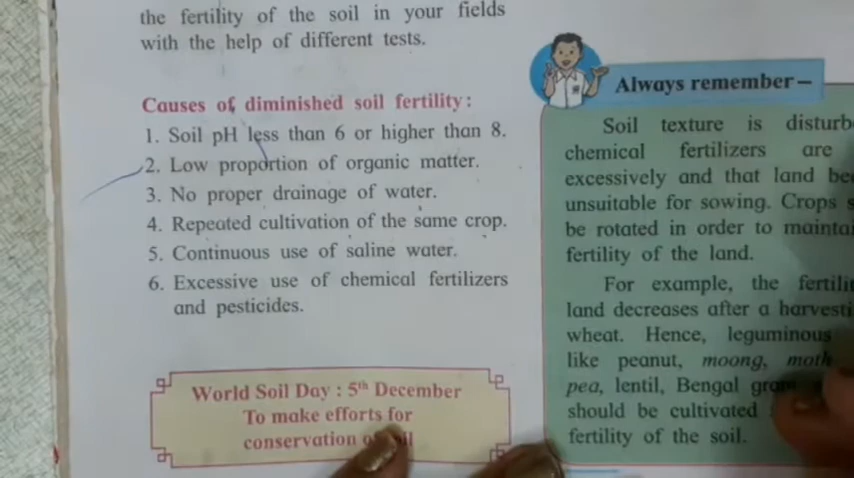 the fertility of the soil in your fields
with the help of different tests.
Causes of diminished soil fertility:
1. Soil pH less than 6 or higher than 8.
2. Low proportion of organic matter.
3. No proper drainage of water.
4. Repeated cultivation of the same crop.
5. Continuous use of saline water.
6. Excessive use of chemical fertilizers
and pesticides.
World Soil Day : 5th December
To make efforts for
conservation
Always remember –
Soil texture is
chemical fertilizers are
excessively and that land
unsuitable for sowing. Crops
be rotated in order to
fertility of the land.
For example, the
land decreases after a
wheat. Hence, leguminous
like peanut, moong,
pea, lentil, Bengal
should be cultivated
fertility of the soil.